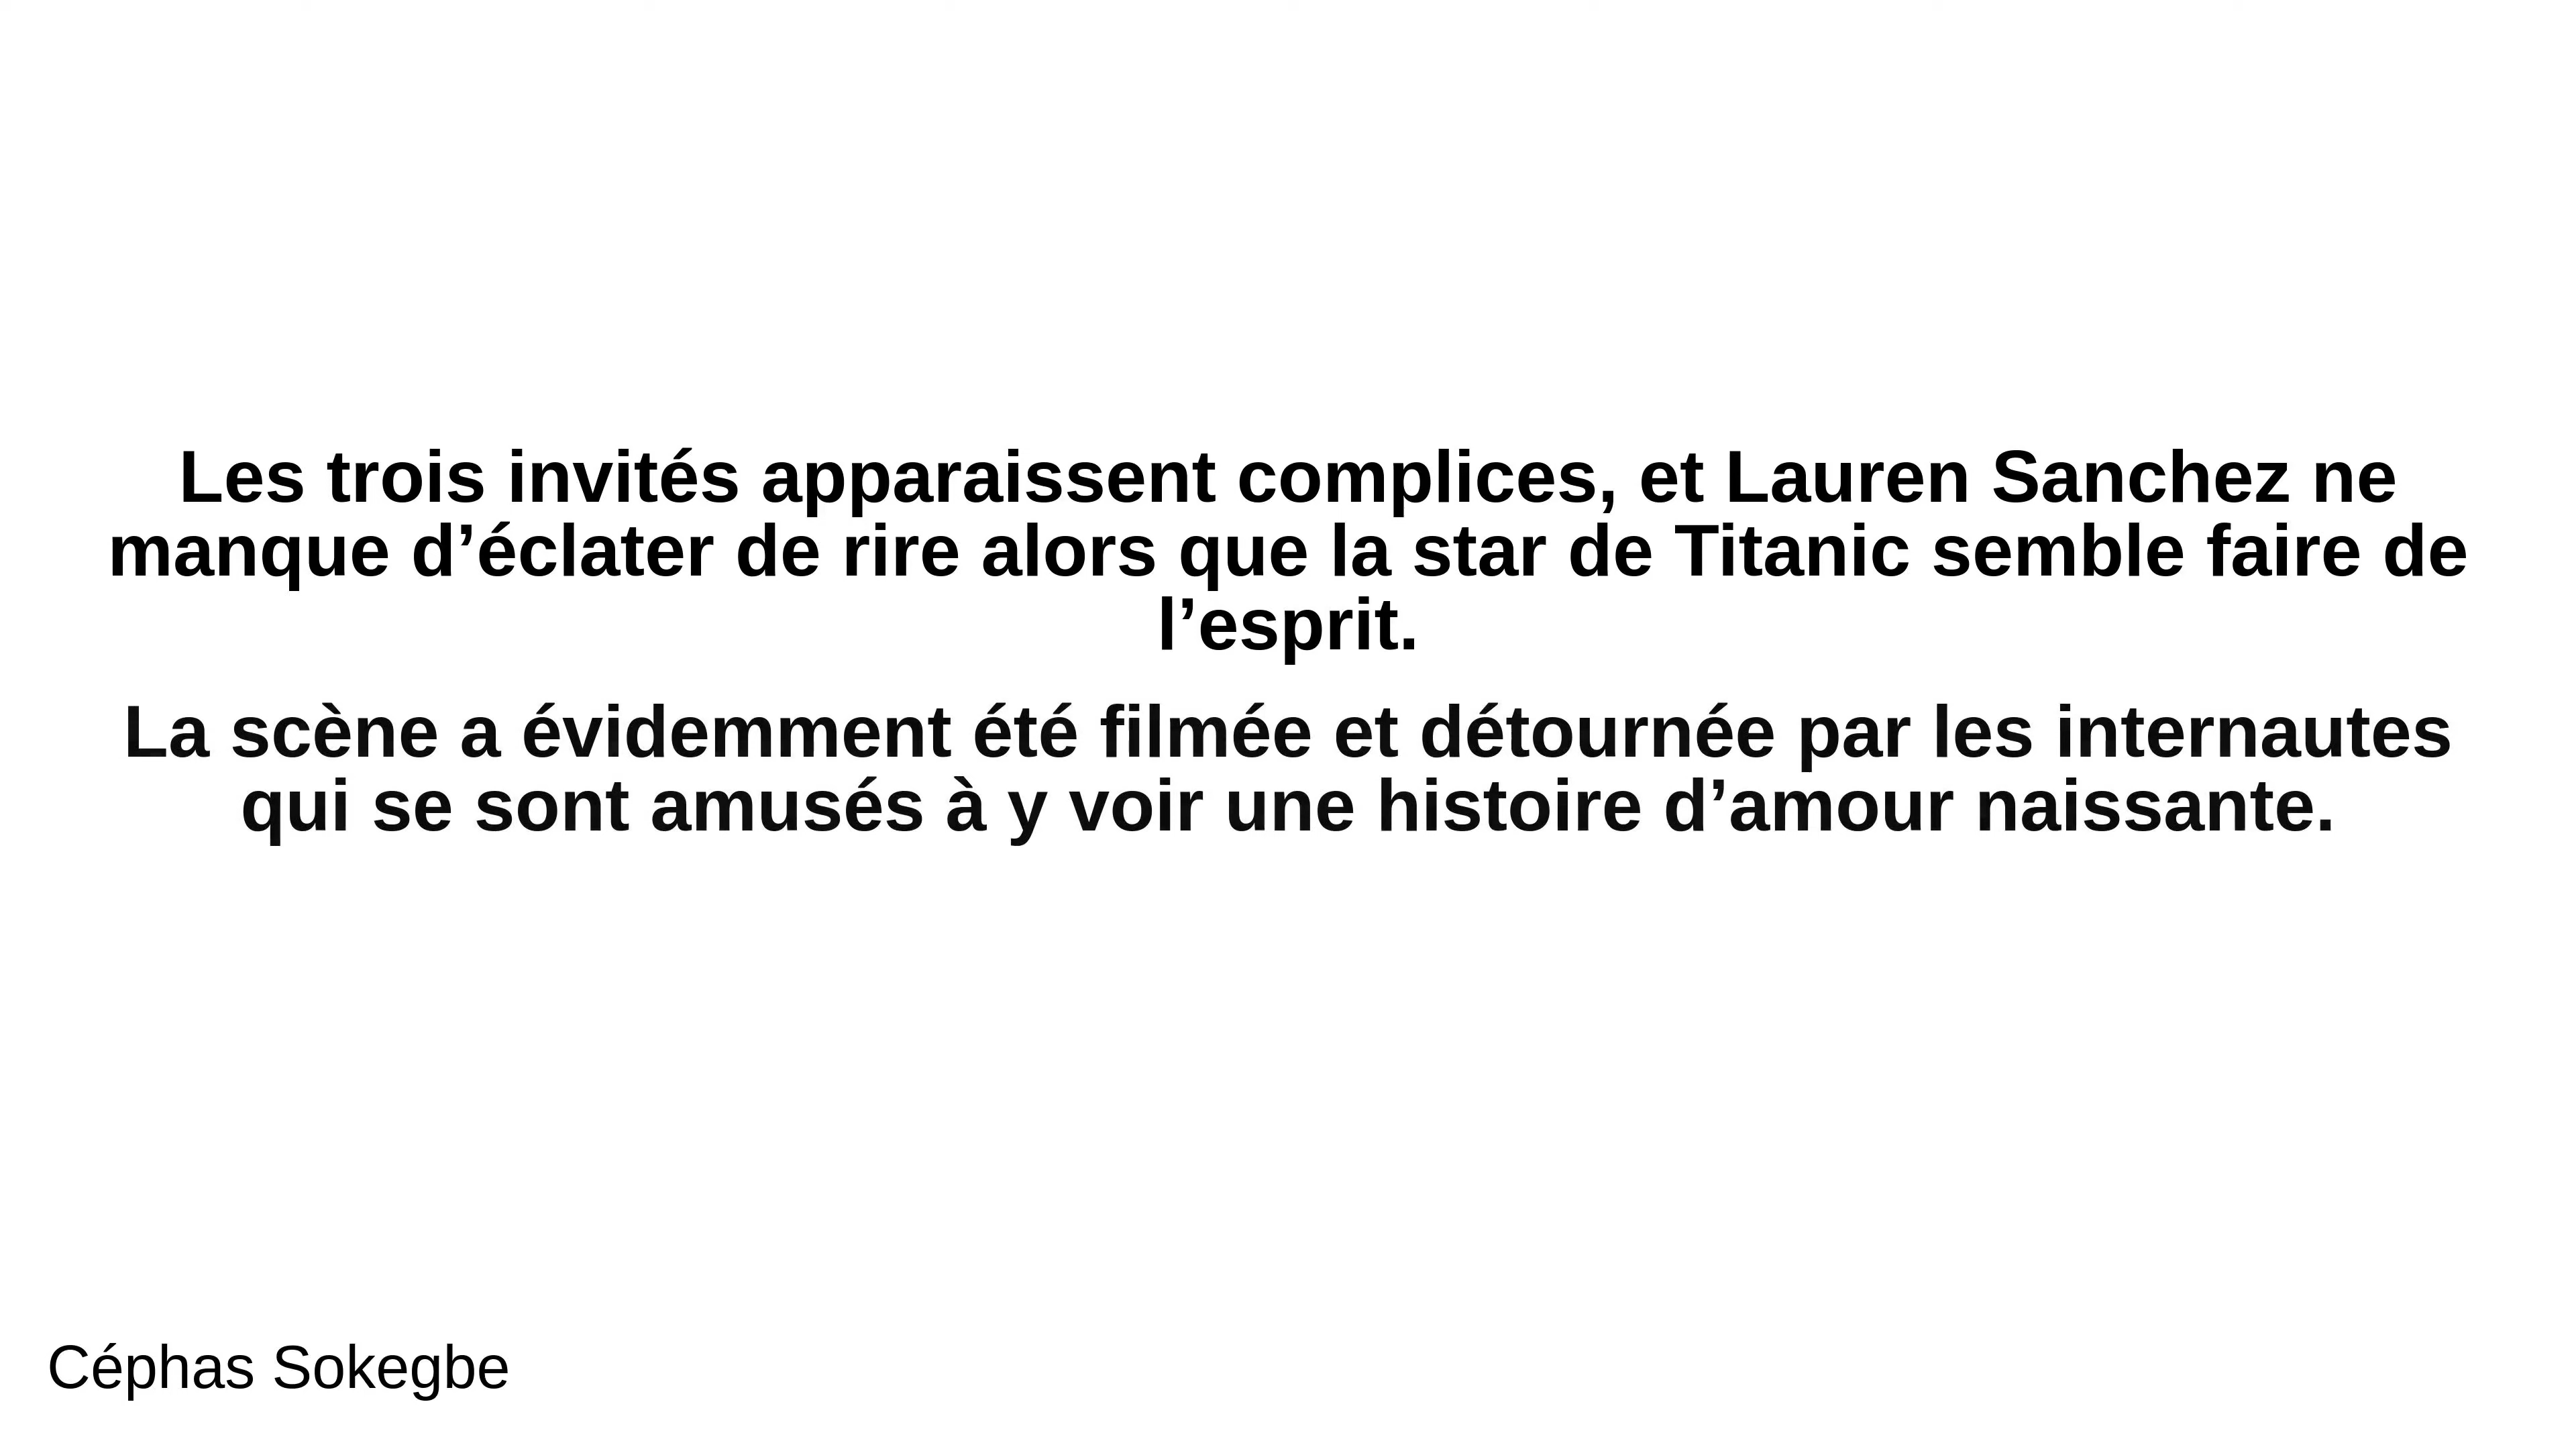 Les trois invités apparaissent complices, et Lauren Sanchez ne
manque d’éclater de rire alors que la star de Titanic semble faire de
l’esprit.
La scène a évidemment été filmée et détournée par les internautes
qui se sont amusés à y voir une histoire d’amour naissante.
Céphas Sokegbe